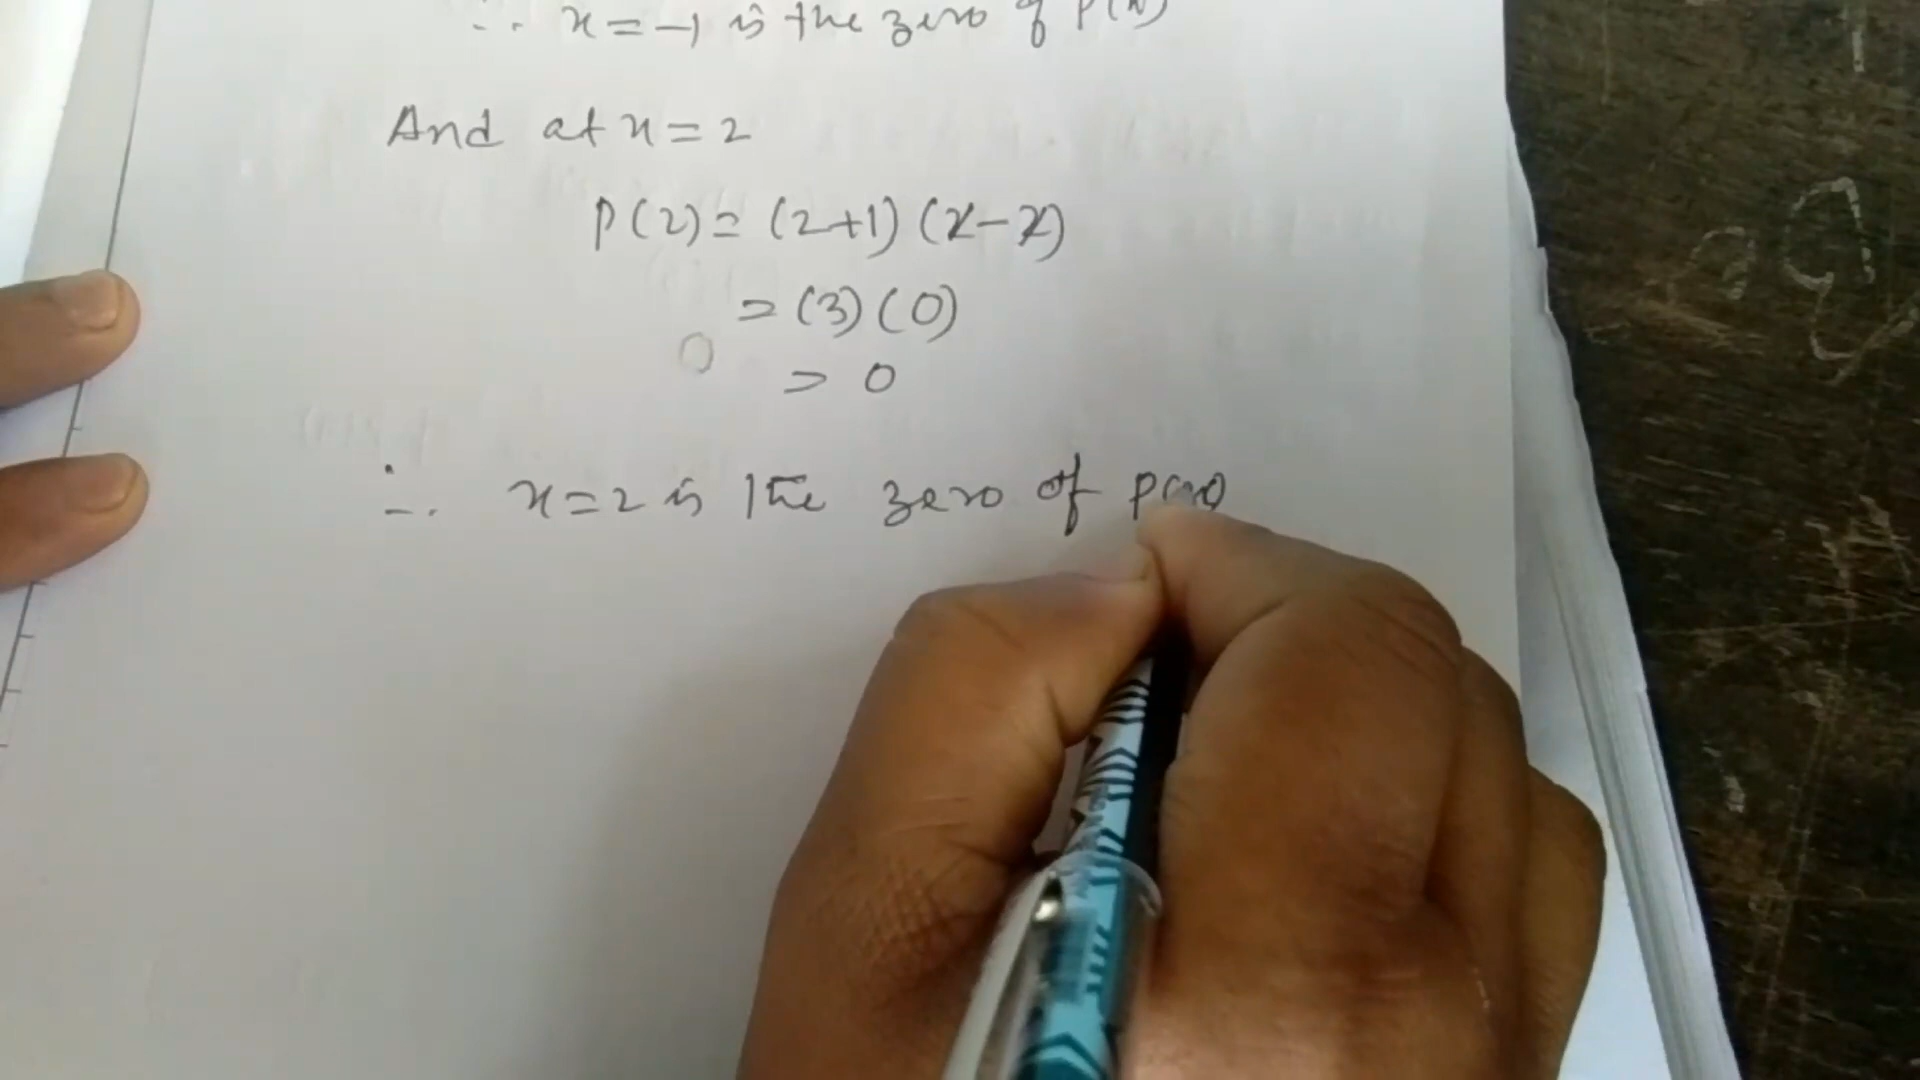 ∴ x = -1 is the zero of P(x)
And at x = 2
P(2) = (2+1) (2-2)
= (3) (0)
= 0
∴ x = 2 is the zero of P(x)